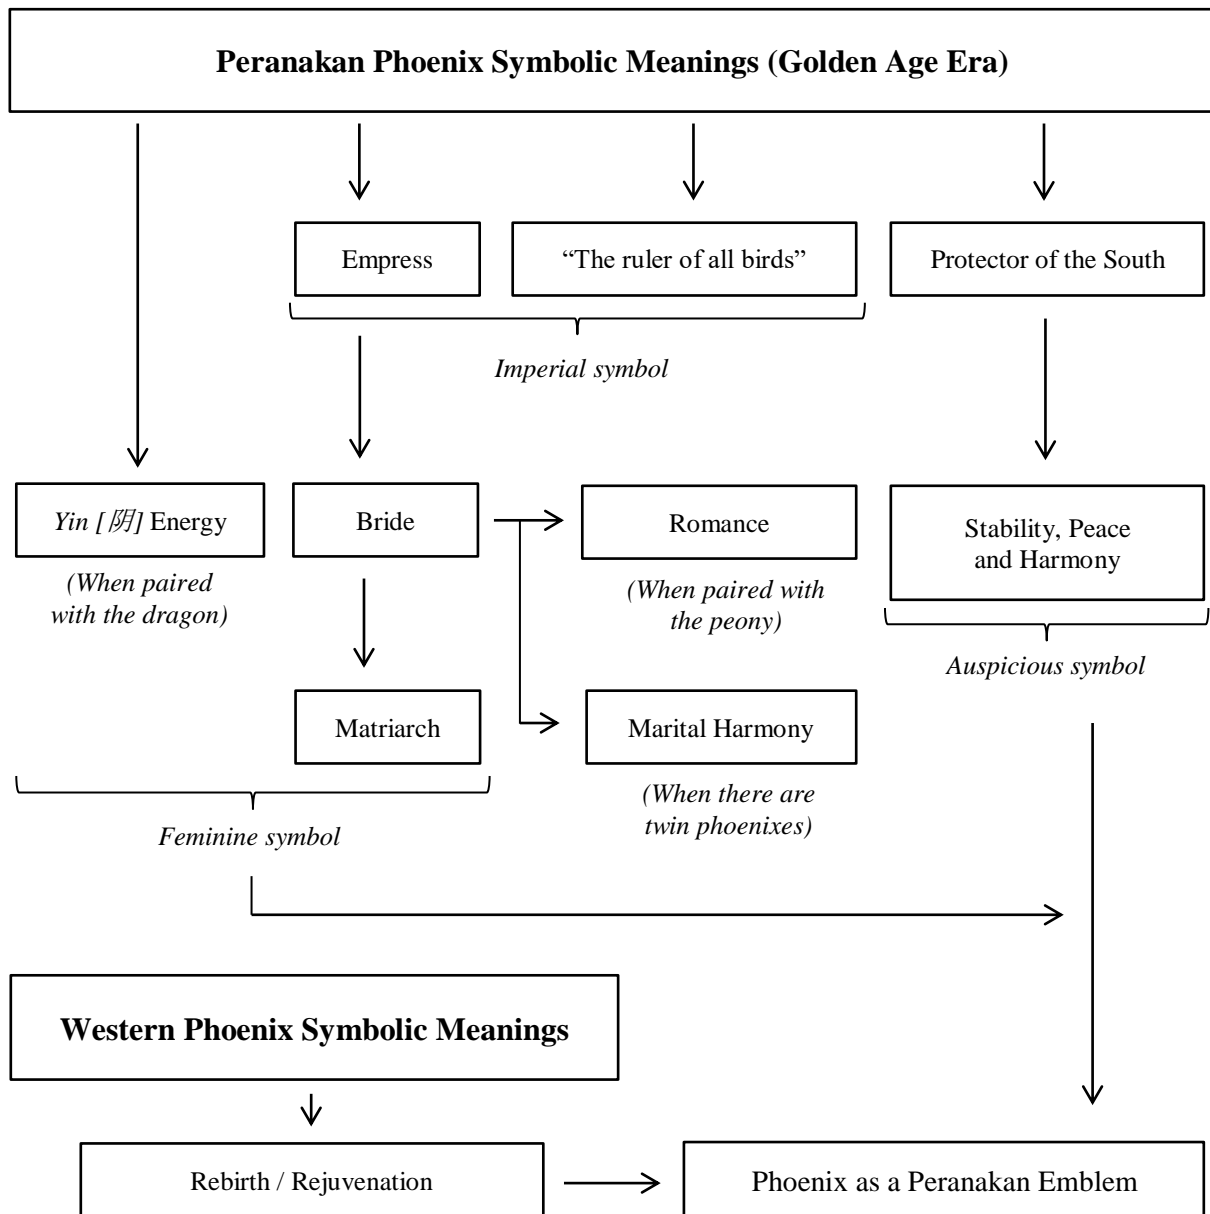 Peranakan Phoenix Symbolic Meanings (Golden Age Era)
Empress
“The ruler of all birds”
Protector of the South
Imperial symbol
Yin [阴] Energy
(When paired
with the dragon)
Bride
Romance
(When paired with
the peony)
Stability, Peace
and Harmony
Auspicious symbol
Matriarch
Marital Harmony
(When there are
twin phoenixes)
Feminine symbol
Western Phoenix Symbolic Meanings
Rebirth / Rejuvenation
Phoenix as a Peranakan Emblem